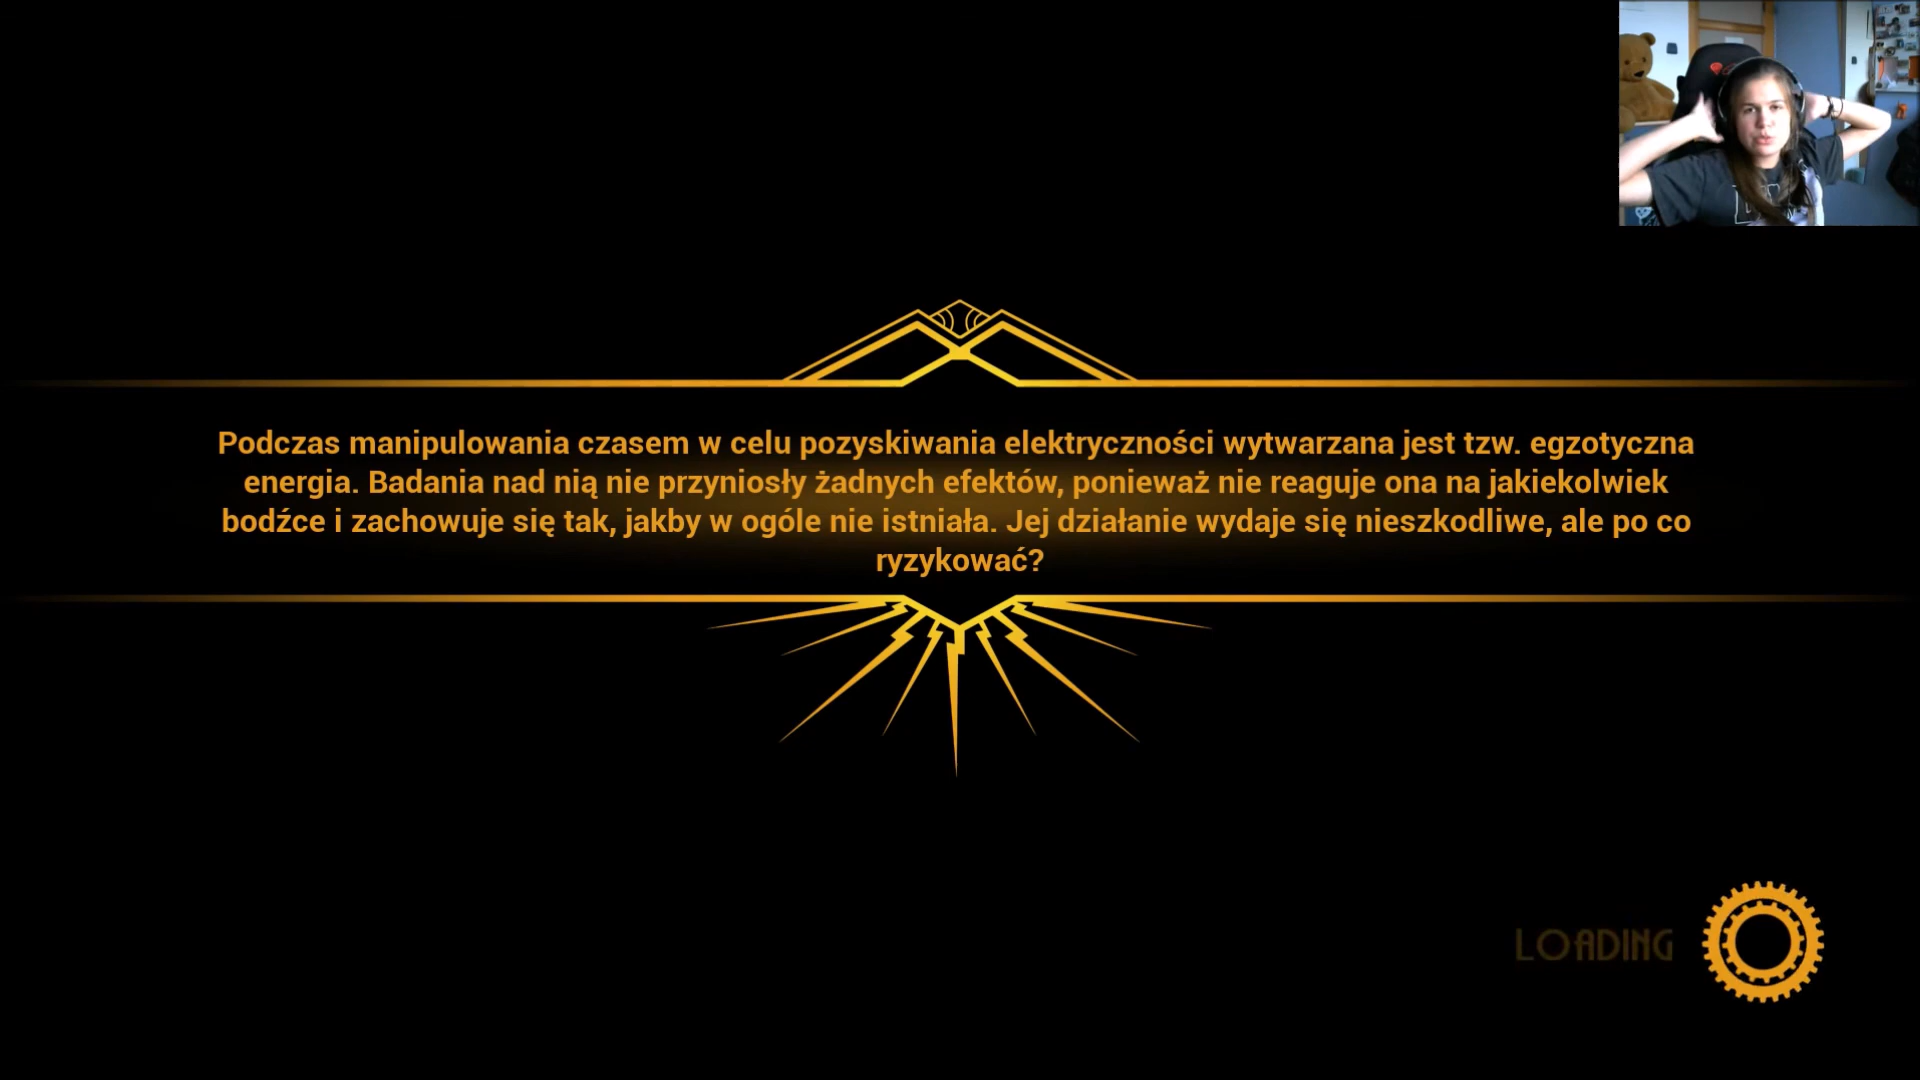 Podczas manipulowania czasem w celu pozyskiwania elektryczności wytwarzana jest tzw. egzotyczna
energia. Badania nad nią nie przyniosły żadnych efektów, ponieważ nie reaguje ona na jakiekolwiek
bodźce i zachowuje się tak, jakby w ogóle nie istniała. Jej działanie wydaje się nieszkodliwe, ale po co
ryzykować?
LOADING